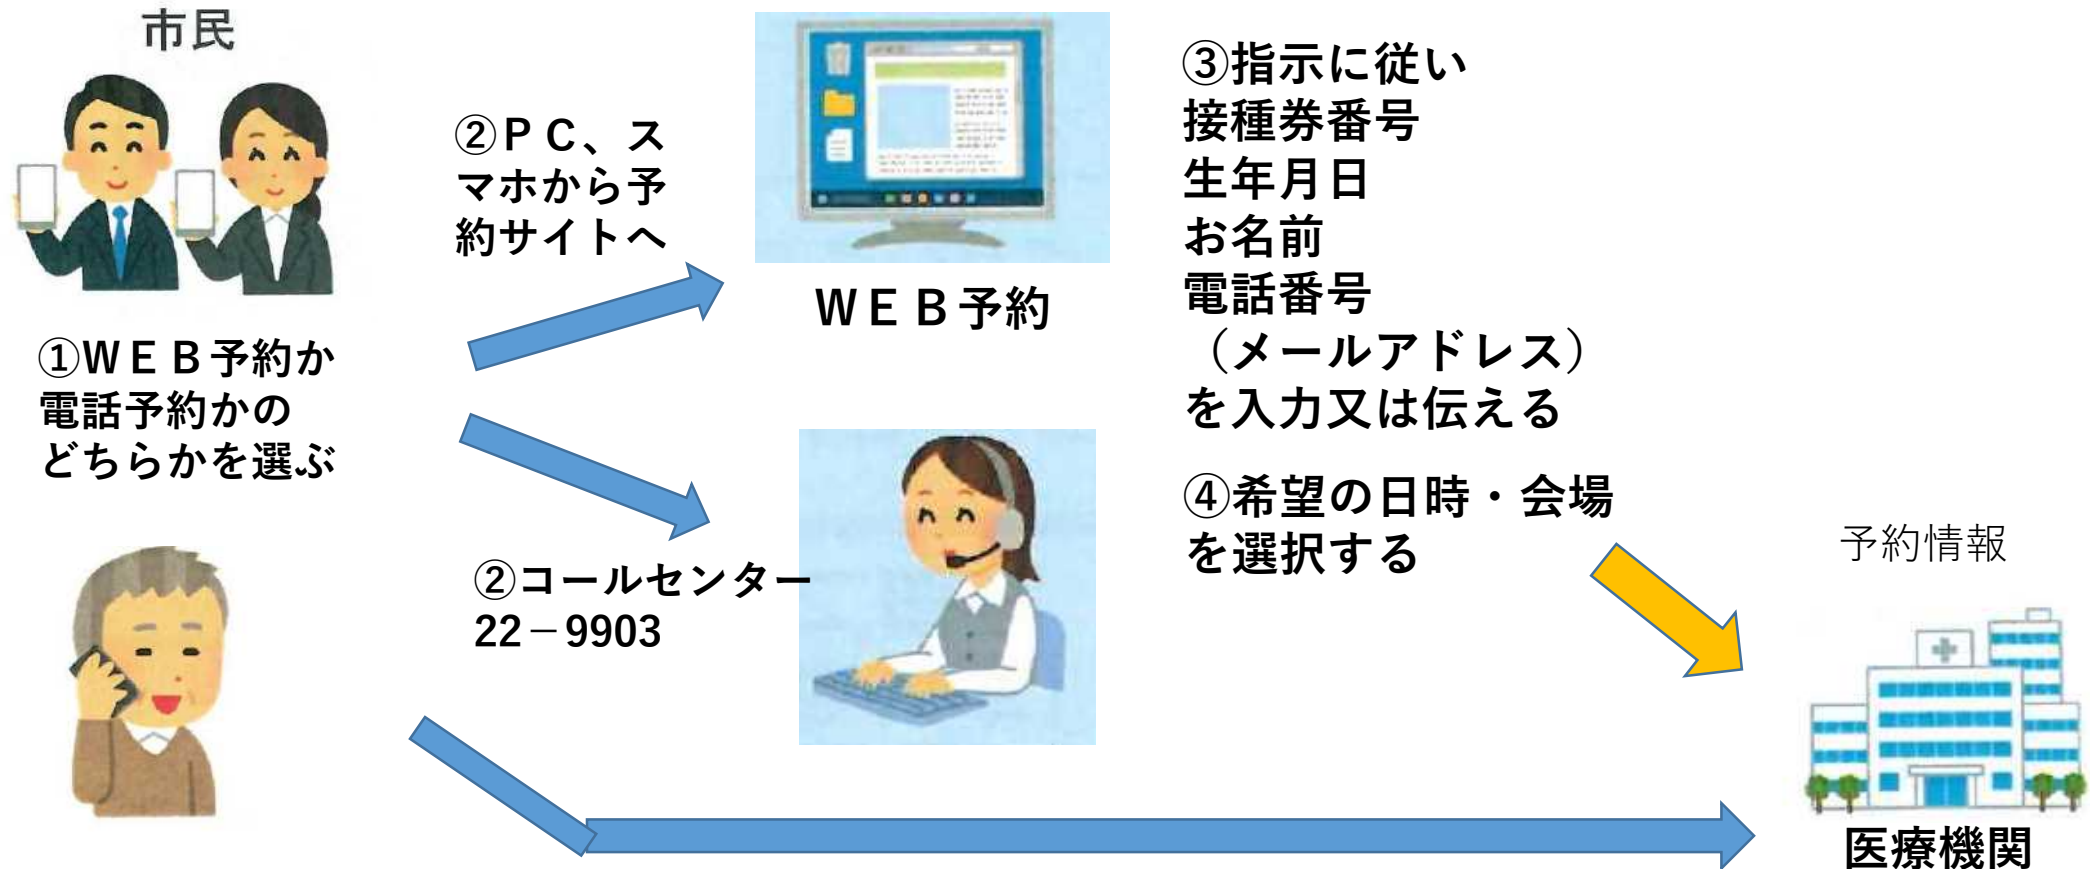 市民
①ＷＥＢ予約か
電話予約かの
どちらかを選ぶ
②ＰＣ、ス
マホから予
約サイトへ
ＷＥＢ予約
②コールセンター
22－9903
③指示に従い
接種券番号
生年月日
お名前
電話番号
（メールアドレス）
を入力又は伝える
④希望の日時・会場
を選択する
予約情報
医療機関